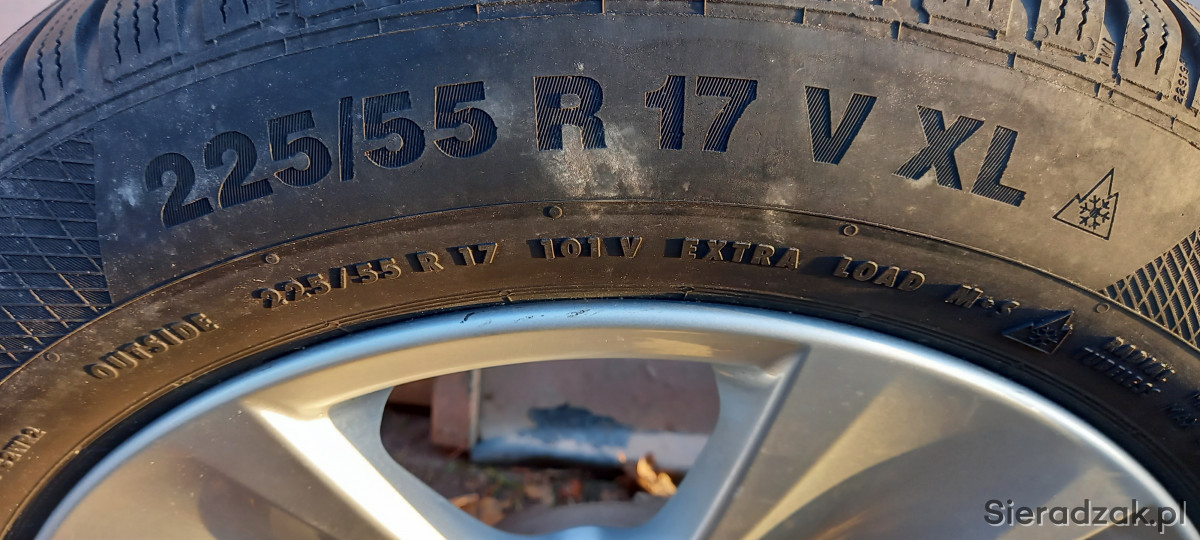 225/55 R 17 V XL
OUTSIDE 225/55 R 17 101 V EXTRA LOAD M+S
Sieradzak.pl